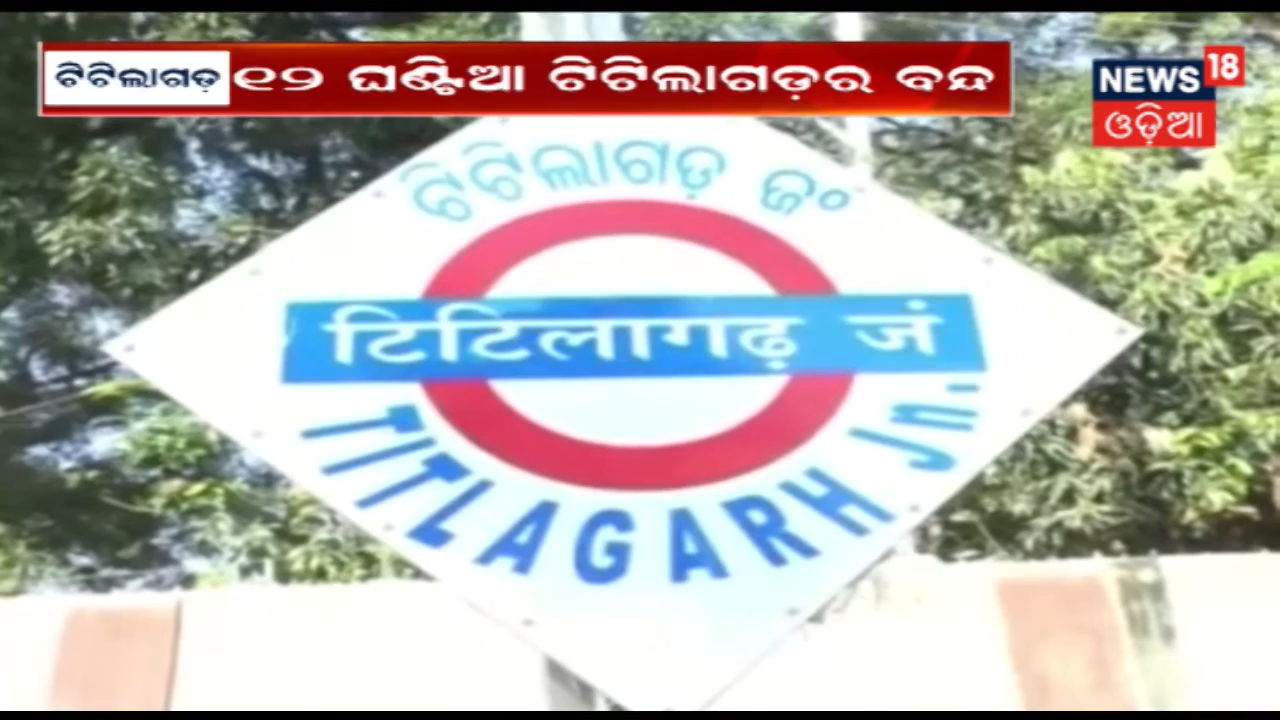 ଟିଟିଲାଗଡ଼ ୧୨ ଘଣ୍ଟିଆ ଟିଟିଲାଗଡ଼ର ବନ୍ଦ
NEWS 18
ଓଡ଼ିଆ
ଟିଟିଲାଗଡ଼ ଜଂ
टिटिलागढ़ जं
TITLAGARH Jn.